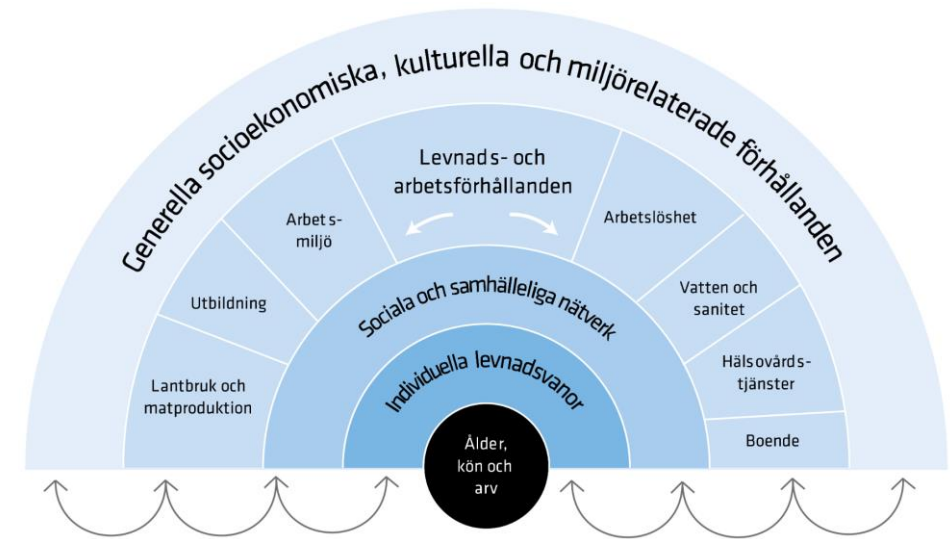 Generella socioekonomiska, kulturella och miljörelaterade förhållanden
Levnads- och
arbetsförhållanden
Arbets-
miljö
Utbildning
Lantbruk och
matproduktion
Arbetslöshet
Vatten och
sanitet
Hälsovårds-
tjänster
Boende
Sociala och samhälleliga nätverk
Individuella levnadsvanor
Ålder,
kön och
arv